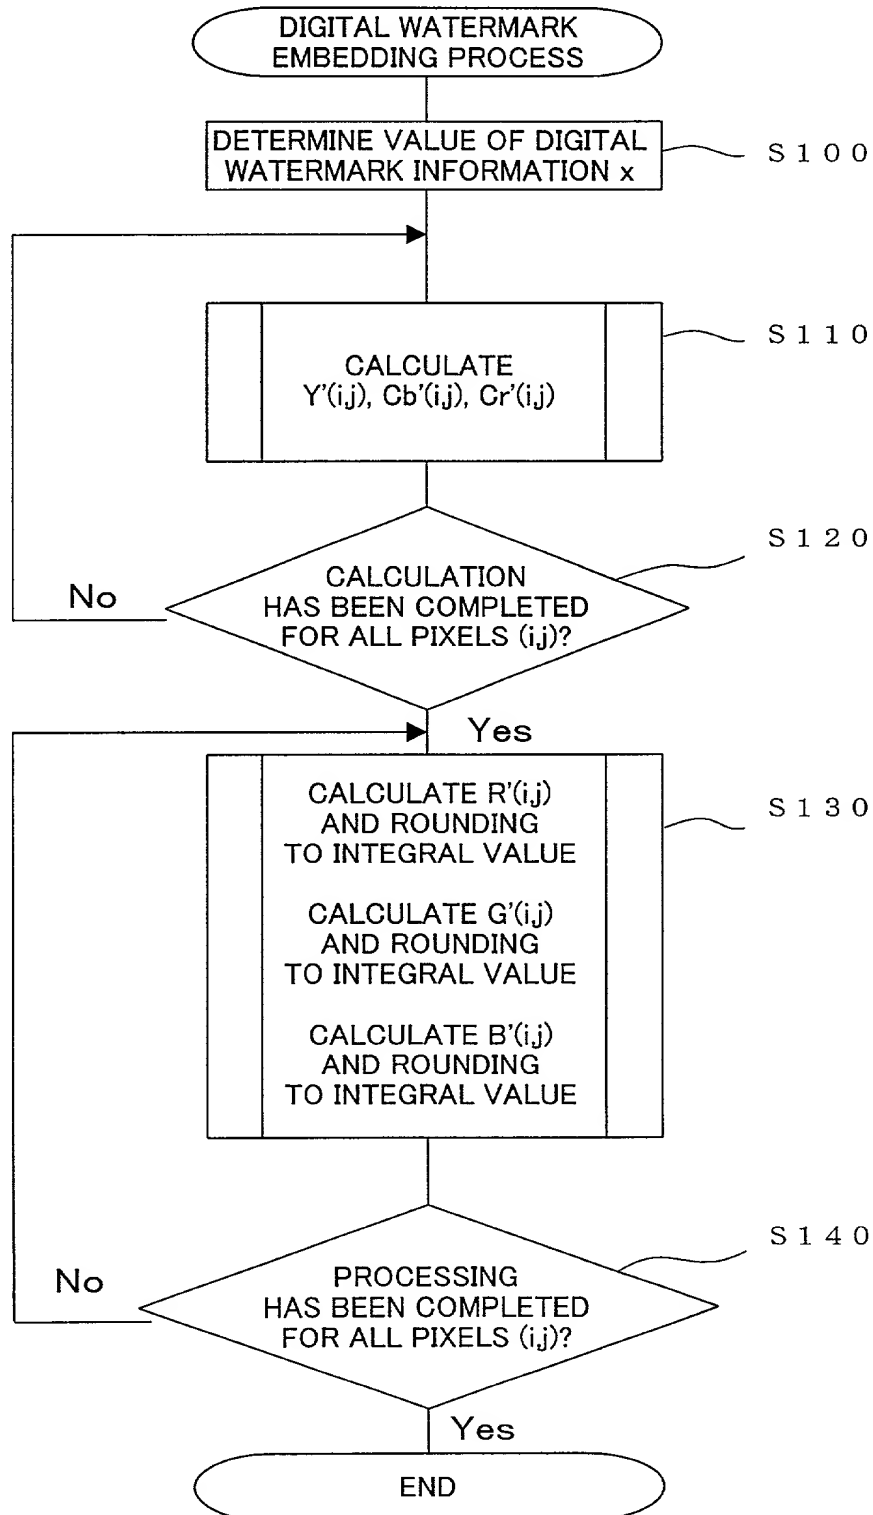 DIGITAL WATERMARK
EMBEDDING PROCESS
DETERMINE VALUE OF DIGITAL
WATERMARK INFORMATION x
S100
CALCULATE
Y'(i,j), Cb'(i,j), Cr'(i,j)
S110
CALCULATION
HAS BEEN COMPLETED
FOR ALL PIXELS (i,j)?
S120
No
Yes
CALCULATE R'(i,j)
AND ROUNDING
TO INTEGRAL VALUE
CALCULATE G'(i,j)
AND ROUNDING
TO INTEGRAL VALUE
CALCULATE B'(i,j)
AND ROUNDING
TO INTEGRAL VALUE
S130
PROCESSING
HAS BEEN COMPLETED
FOR ALL PIXELS (i,j)?
S140
No
Yes
END